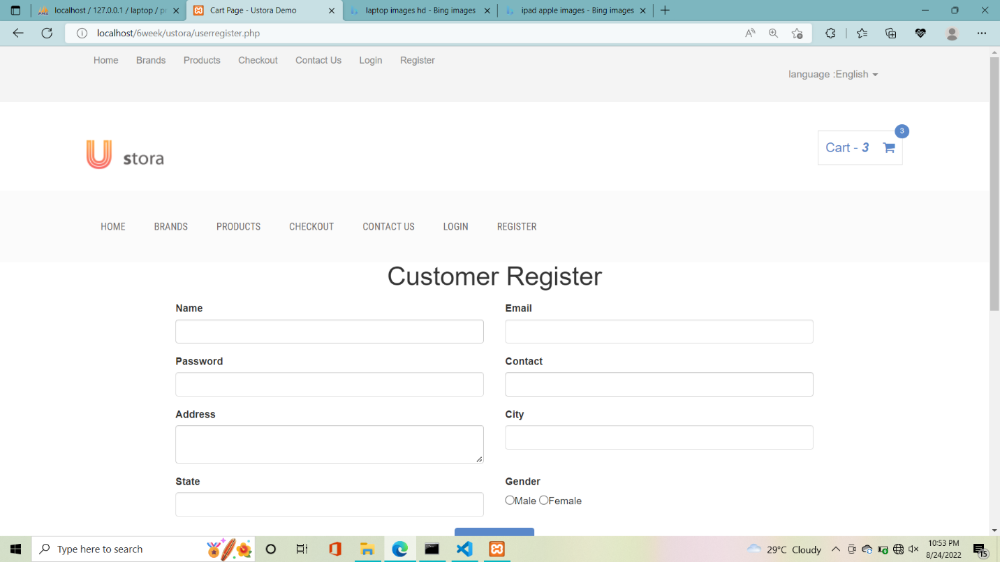 localhost / 127.0.0.1 / laptop / pr
Cart Page - Ustora Demo
laptop images hd - Bing images
ipad apple images - Bing images
localhost/6week/ustora/userregister.php
Home Brands Products Checkout Contact Us Login Register
language :English
3
Cart - 3
U stora
HOME BRANDS PRODUCTS CHECKOUT CONTACT US LOGIN REGISTER
Customer Register
Name Email
Password Contact
Address City
State Gender
Male Female
Type here to search
29°C Cloudy
10:53 PM
8/24/2022
15